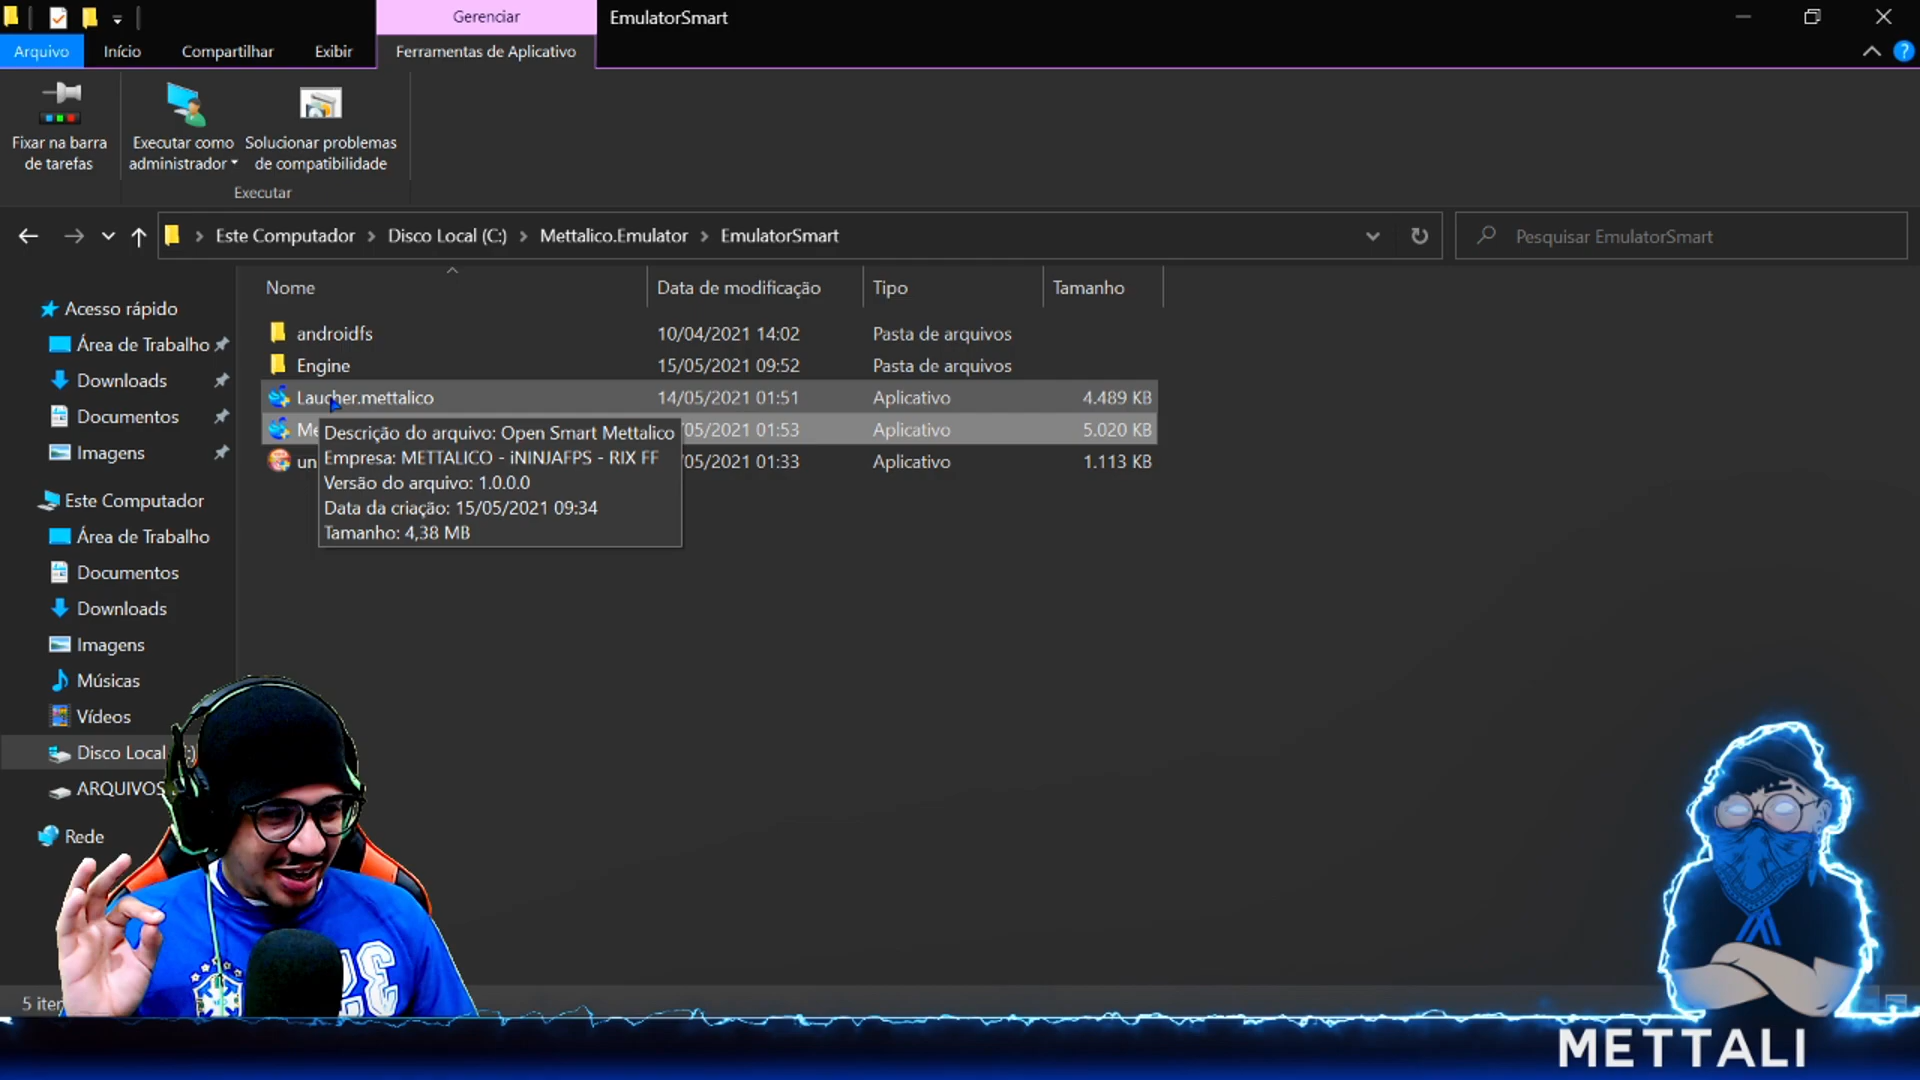 Gerenciar
EmulatorSmart
Arquivo
Início
Compartilhar
Exibir
Ferramentas de Aplicativo
?
Fixar na barra
de tarefas
Executar como
administrador
Solucionar problemas
de compatibilidade
Executar
Este Computador
Disco Local (C:)
Mettalico.Emulator
EmulatorSmart
Pesquisar EmulatorSmart
Nome
Data de modificação
Tipo
Tamanho
androidfs 10/04/2021 14:02 Pasta de arquivos
Engine 15/05/2021 09:52 Pasta de arquivos
Laucher.mettalico 14/05/2021 01:51 Aplicativo 4.489 KB
/05/2021 01:53 Aplicativo 5.020 KB
/05/2021 01:33 Aplicativo 1.113 KB
Descrição do arquivo: Open Smart Mettalico
Empresa: METTALICO - iNINJAFPS - RIX FF
Versão do arquivo: 1.0.0.0
Data da criação: 15/05/2021 09:34
Tamanho: 4,38 MB
Acesso rápido
Área de Trabalho
Downloads
Documentos
Imagens
Este Computador
Área de Trabalho
Documentos
Downloads
Imagens
Músicas
Vídeos
Disco Local
ARQUIVOS
Rede
5
METTALI